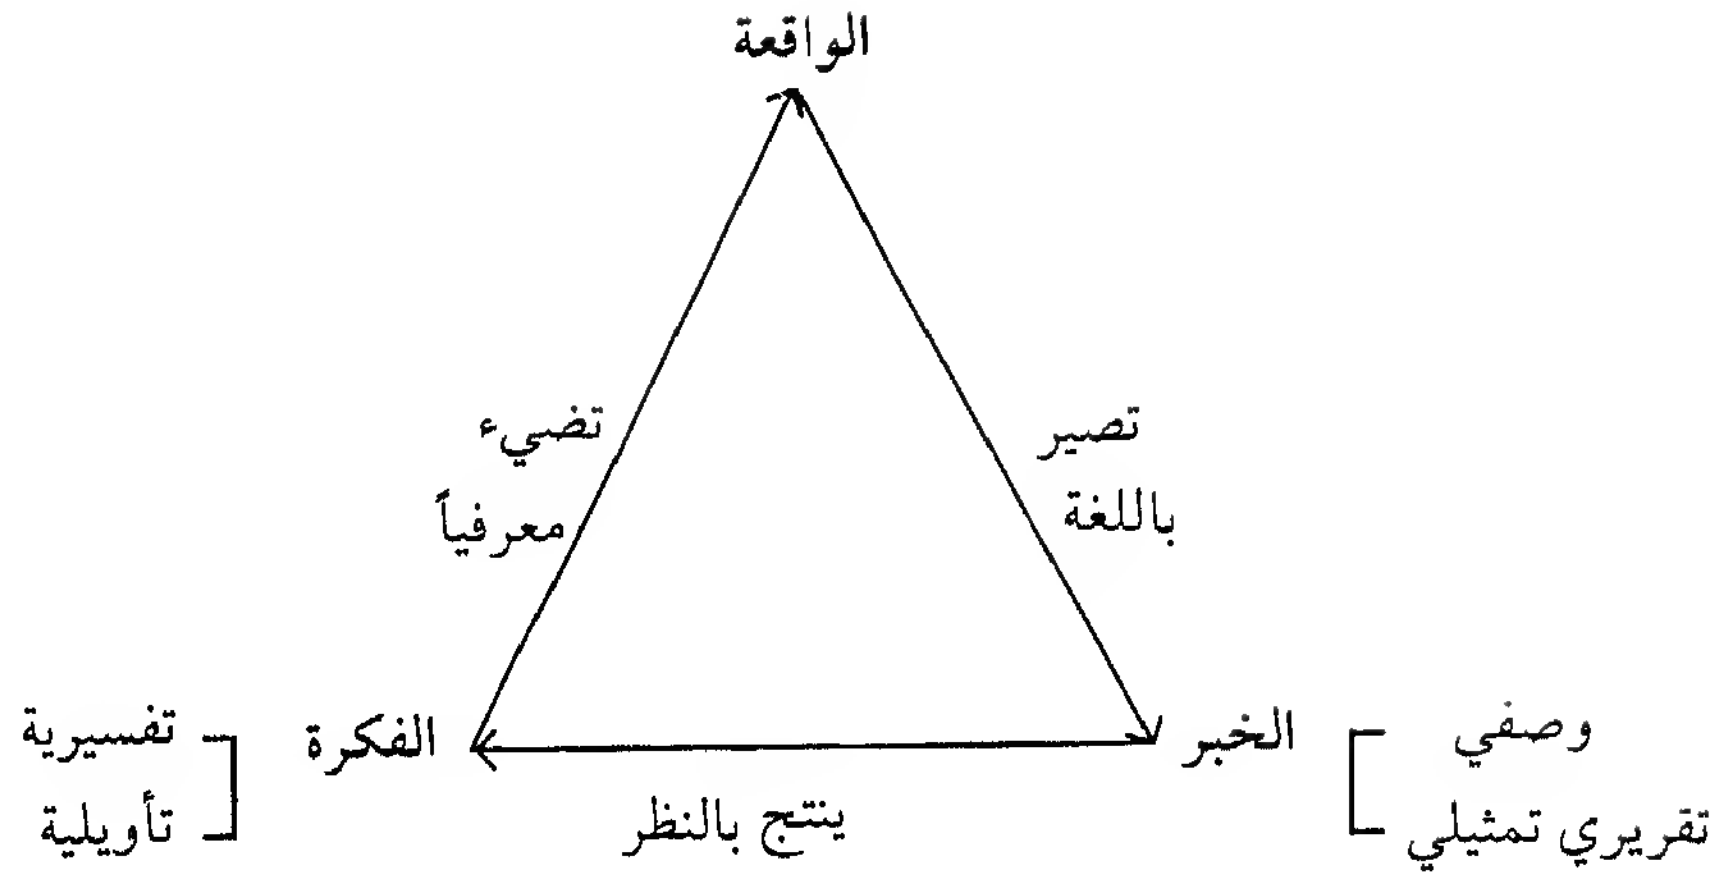 الواقعة
تصير
باللغة
تضيء
معرفياً
وصفي
تقريري تمثيلي
الخبر
ينتج بالنظر
الفكرة
تفسيرية
تأويلية